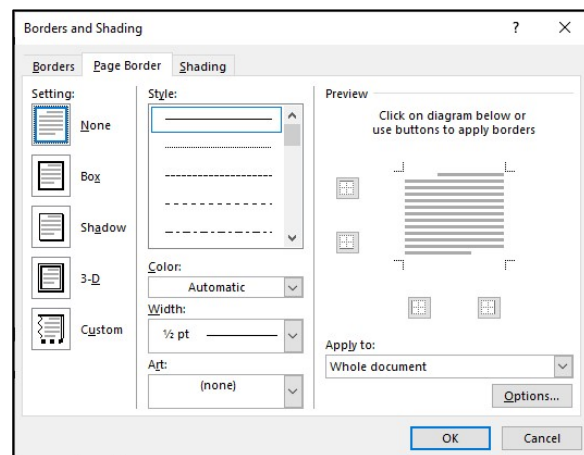 Borders and Shading
? X
Borders Page Border Shading
Setting:
None
Box
Shadow
3-D
Custom
Style:
Color:
Automatic
Width:
½ pt
Art:
(none)
Preview
Click on diagram below or
use buttons to apply borders
Apply to:
Whole document
Options...
OK Cancel